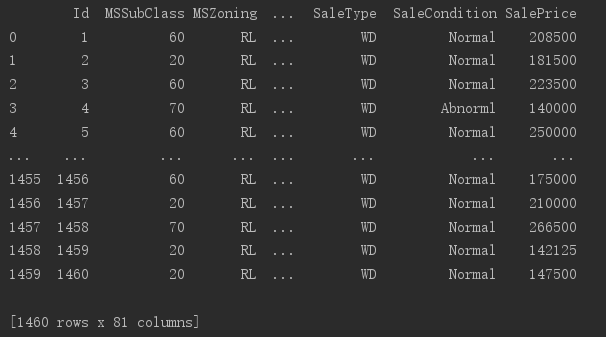 Id MSSubClass MSZoning ... SaleType SaleCondition SalePrice
0 1 60 RL ... WD Normal 208500
1 2 20 RL ... WD Normal 181500
2 3 60 RL ... WD Normal 223500
3 4 70 RL ... WD Abnorml 140000
4 5 60 RL ... WD Normal 250000
... ... ... ... ... ... ... ...
1455 1456 60 RL ... WD Normal 175000
1456 1457 20 RL ... WD Normal 210000
1457 1458 70 RL ... WD Normal 266500
1458 1459 20 RL ... WD Normal 142125
1459 1460 20 RL ... WD Normal 147500
[1460 rows x 81 columns]